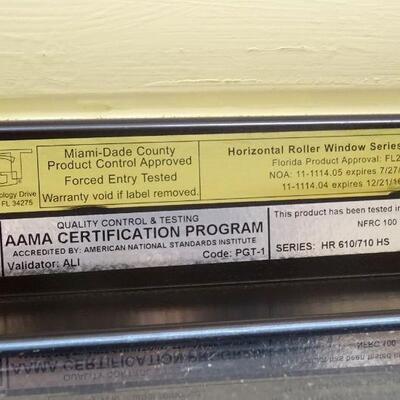 GT
ology Drive
FL 34275
Miami-Dade County
Product Control Approved
Forced Entry Tested
Warranty void if label removed.
Horizontal Roller Window Series
Florida Product Approval: FL2
NOA: 11-1114.05 expires 7/27/
11-1114.04 expires 12/21/16
QUALITY CONTROL & TESTING
AAMA CERTIFICATION PROGRAM
ACCREDITED BY: AMERICAN NATIONAL STANDARDS INSTITUTE
Validator: ALI
Code: PGT-1
This product has been tested in
NFRC 100
SERIES: HR 610/710 HS